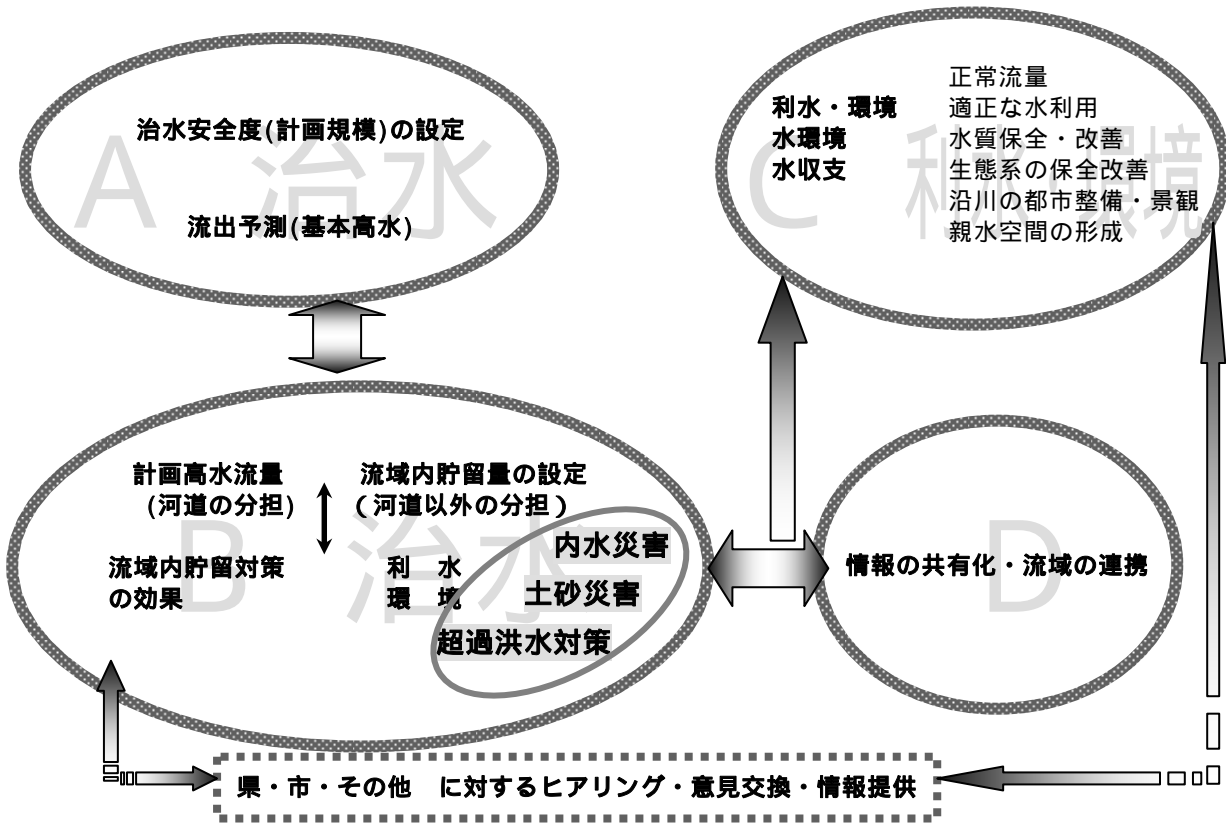 A 治水
治水安全度(計画規模)の設定
流出予測(基本高水)
C 利水・環境
利水・環境
水環境
水収支
正常流量
適正な水利用
水質保全・改善
生態系の保全改善
沿川の都市整備・景観
親水空間の形成
B 治水
計画高水流量
(河道の分担)
流域内貯留量の設定
(河道以外の分担)
流域内貯留対策
の効果
利 水
環 境
内水災害
土砂災害
超過洪水対策
D
情報の共有化・流域の連携
県・市・その他 に対するヒアリング・意見交換・情報提供